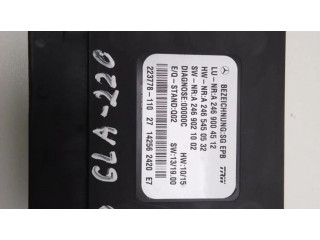 BEZEICHNUNG:SG EPB
LU-NR:A 246 900 45 12
HW-NR:A 246 545 05 32
SW-NR:A 246 902 10 02
DIAGNOSE:00000C HW:10/15
E/Q-STAND:Q02 SW:13/19.00
223778-110 27 14256 2420 E7
TRW
GLA-220